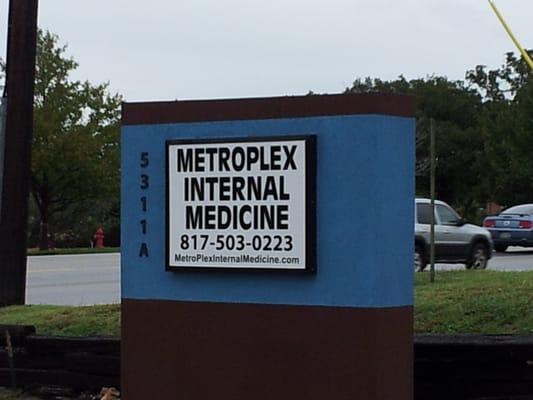 5311A
METROPLEX
INTERNAL
MEDICINE
817-503-0223
MetroPlexInternalMedicine.com